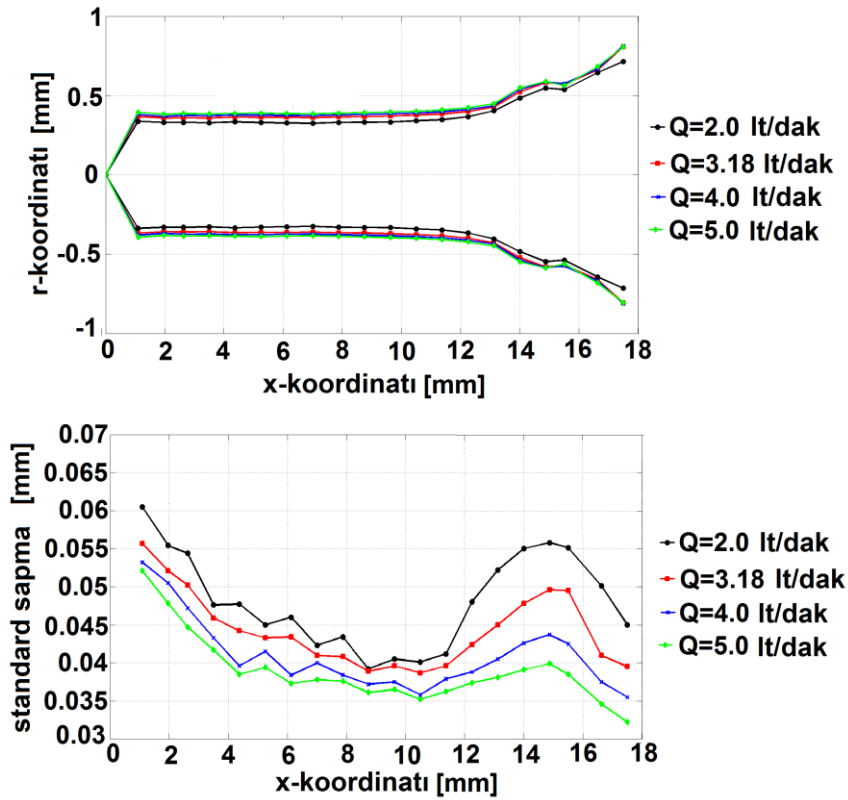 1
0.5
0
-0.5
-1
r-koordinatı [mm]
0 2 4 6 8 10 12 14 16 18
x-koordinatı [mm]
Q=2.0 lt/dak
Q=3.18 lt/dak
Q=4.0 lt/dak
Q=5.0 lt/dak
0.07
0.065
0.06
0.055
0.05
0.045
0.04
0.035
0.03
standard sapma [mm]
0 2 4 6 8 10 12 14 16 18
x-koordinatı [mm]
Q=2.0 lt/dak
Q=3.18 lt/dak
Q=4.0 lt/dak
Q=5.0 lt/dak